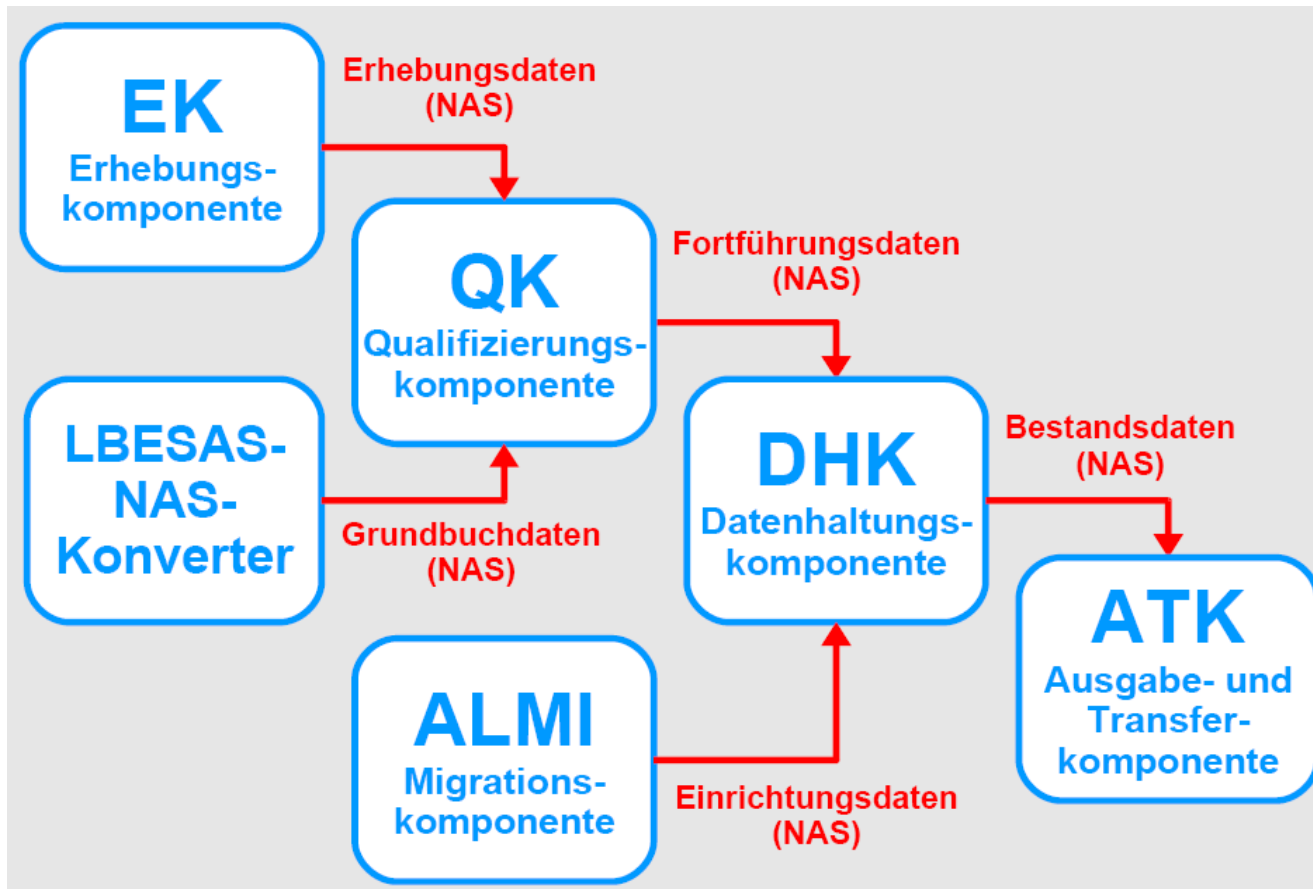 EK
Erhebungs-
komponente
Erhebungsdaten
(NAS)
QK
Qualifizierungs-
komponente
Fortführungsdaten
(NAS)
LBESAS-
NAS-
Konverter
Grundbuchdaten
(NAS)
DHK
Datenhaltungs-
komponente
Bestandsdaten
(NAS)
ALMI
Migrations-
komponente
Einrichtungsdaten
(NAS)
ATK
Ausgabe- und
Transfer-
komponente